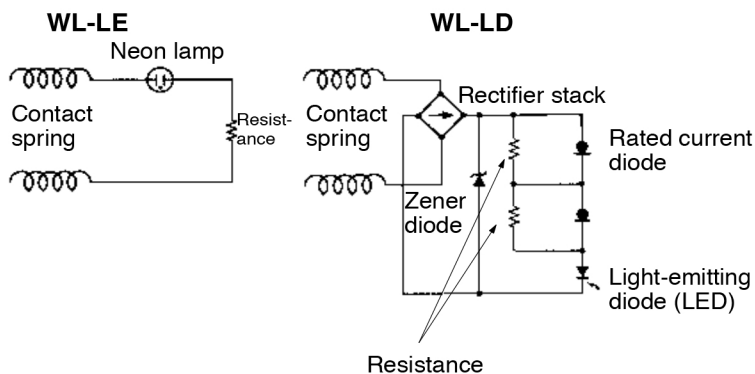 WL-LE
Neon lamp
Contact
spring
Resist-
ance
WL-LD
Rectifier stack
Contact
spring
Rated current
diode
Zener
diode
Light-emitting
diode (LED)
Resistance